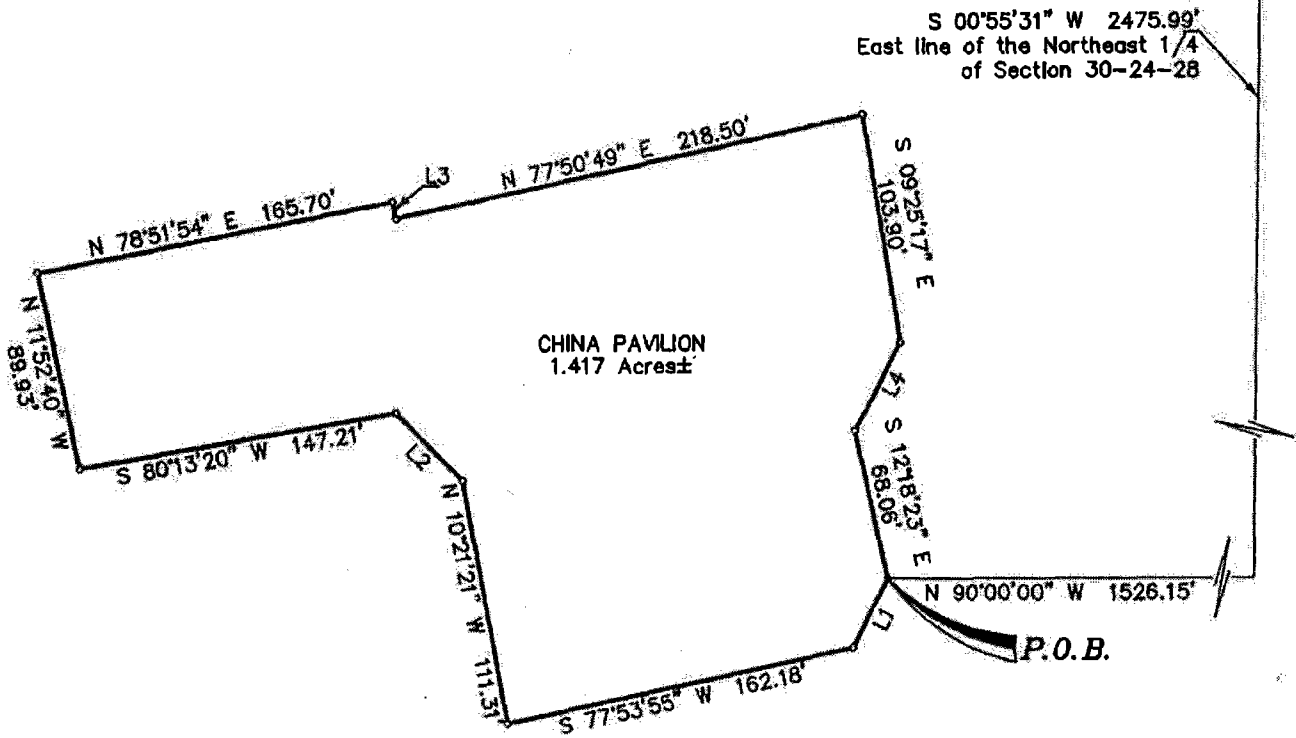 S 00°55'31" W 2475.99'
East line of the Northeast 1/4
of Section 30-24-28
N 78°51'54" E 165.70'
L3
N 77°50'49" E 218.50'
S 09°25'17" E
103.90'
N 11°52'40" W
89.93'
CHINA PAVILION
1.417 Acres±
L4
S 80°13'20" W 147.21'
L2
S 12°18'23" E
68.06'
N 10°21'21" W 111.31'
N 90°00'00" W 1526.15'
L1
P.O.B.
S 77°53'55" W 162.18'